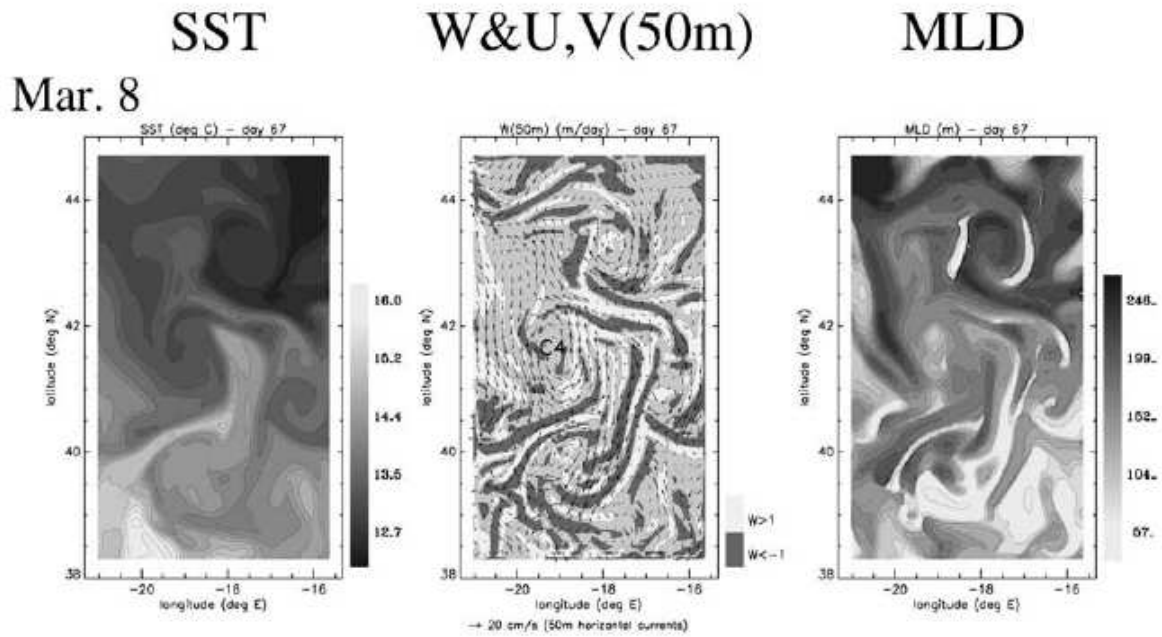 SST W&U,V(50m) MLD
Mar. 8
SST (deg C) - day 67 W(50m) (m/day) - day 67 MLD (m) - day 67
44 44 44
16.0 246.
42 42 42
latitude (deg N) latitude (deg N) latitude (deg N)
C4
15.2 199.
14.4 152.
40 40 40
13.5 104.
W>1
12.7 57.
W<-1
38 38 38
-20 -18 -16 -20 -18 -16 -20 -18 -16
longitude (deg E) longitude (deg E) longitude (deg E)
→ 20 cm/s (50m horizontal currents)